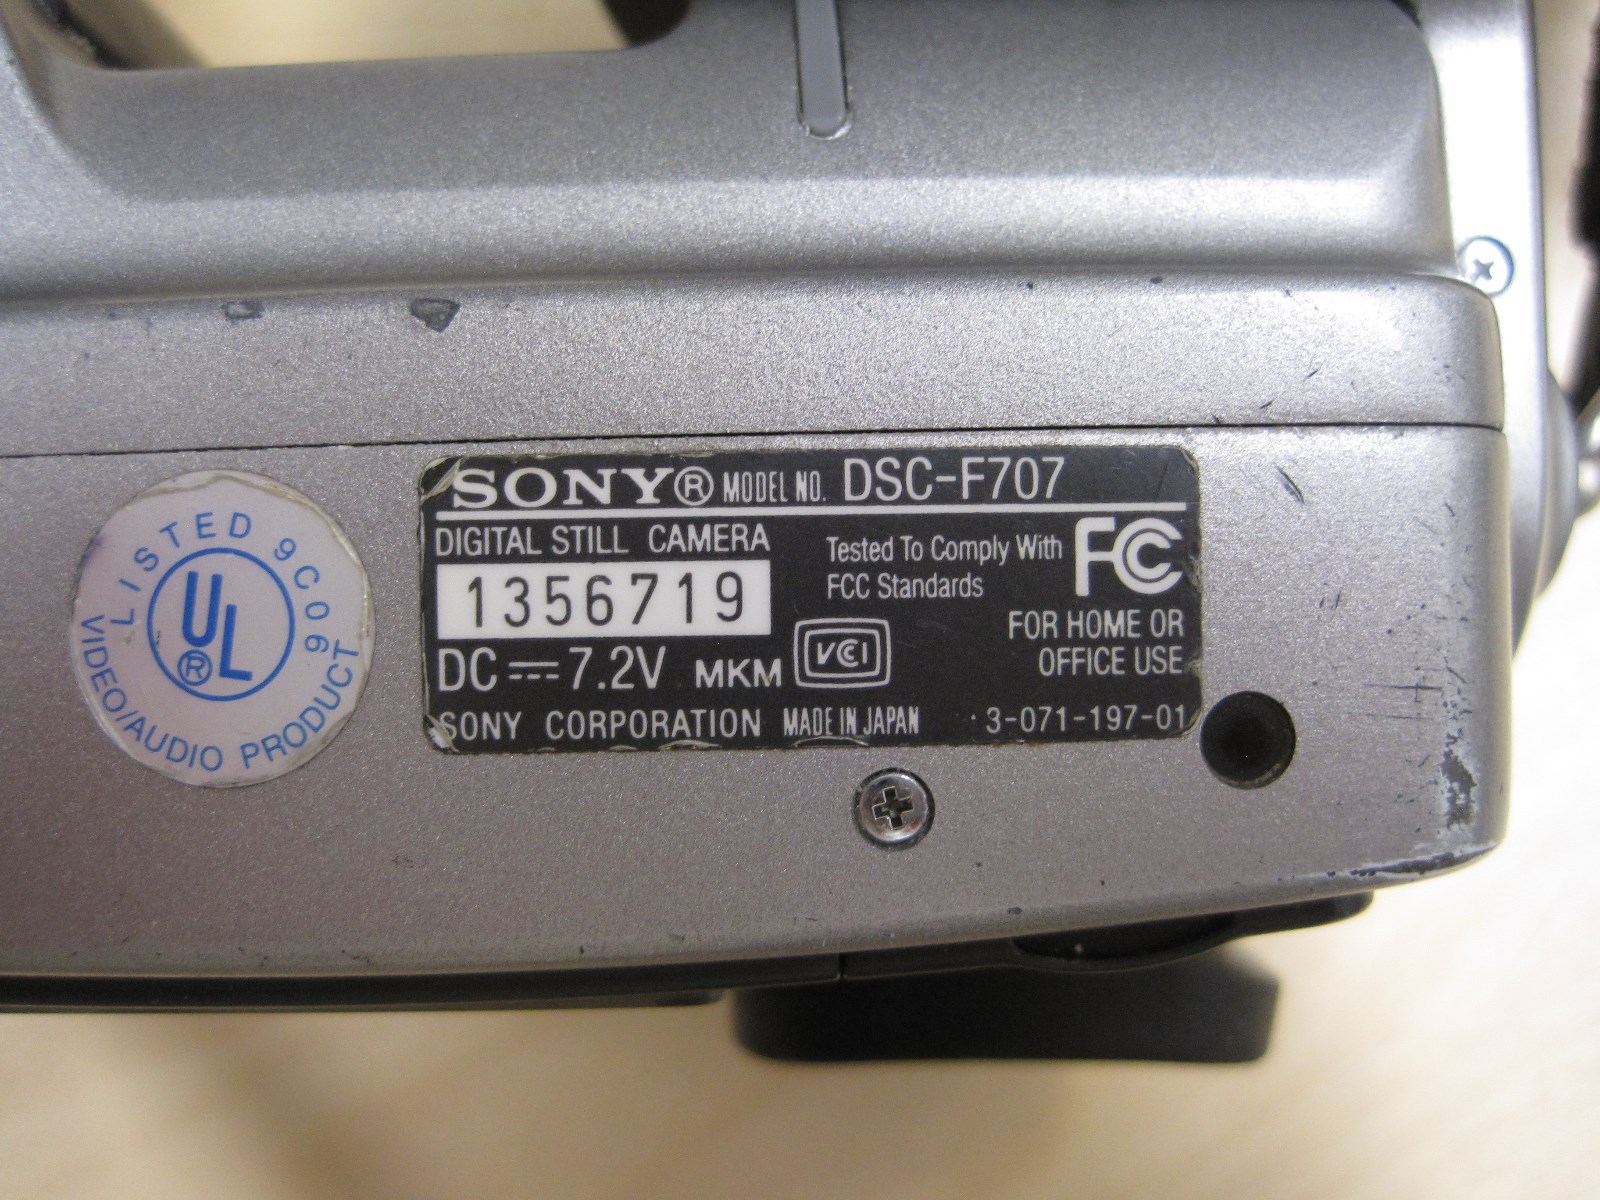 LISTED 9C06
UL®
VIDEO/AUDIO PRODUCT
SONY® MODEL NO. DSC-F707
DIGITAL STILL CAMERA
1356719
DC ⎓ 7.2V MKM
Tested To Comply With
FCC Standards
FC
VCI
FOR HOME OR
OFFICE USE
SONY CORPORATION MADE IN JAPAN · 3-071-197-01